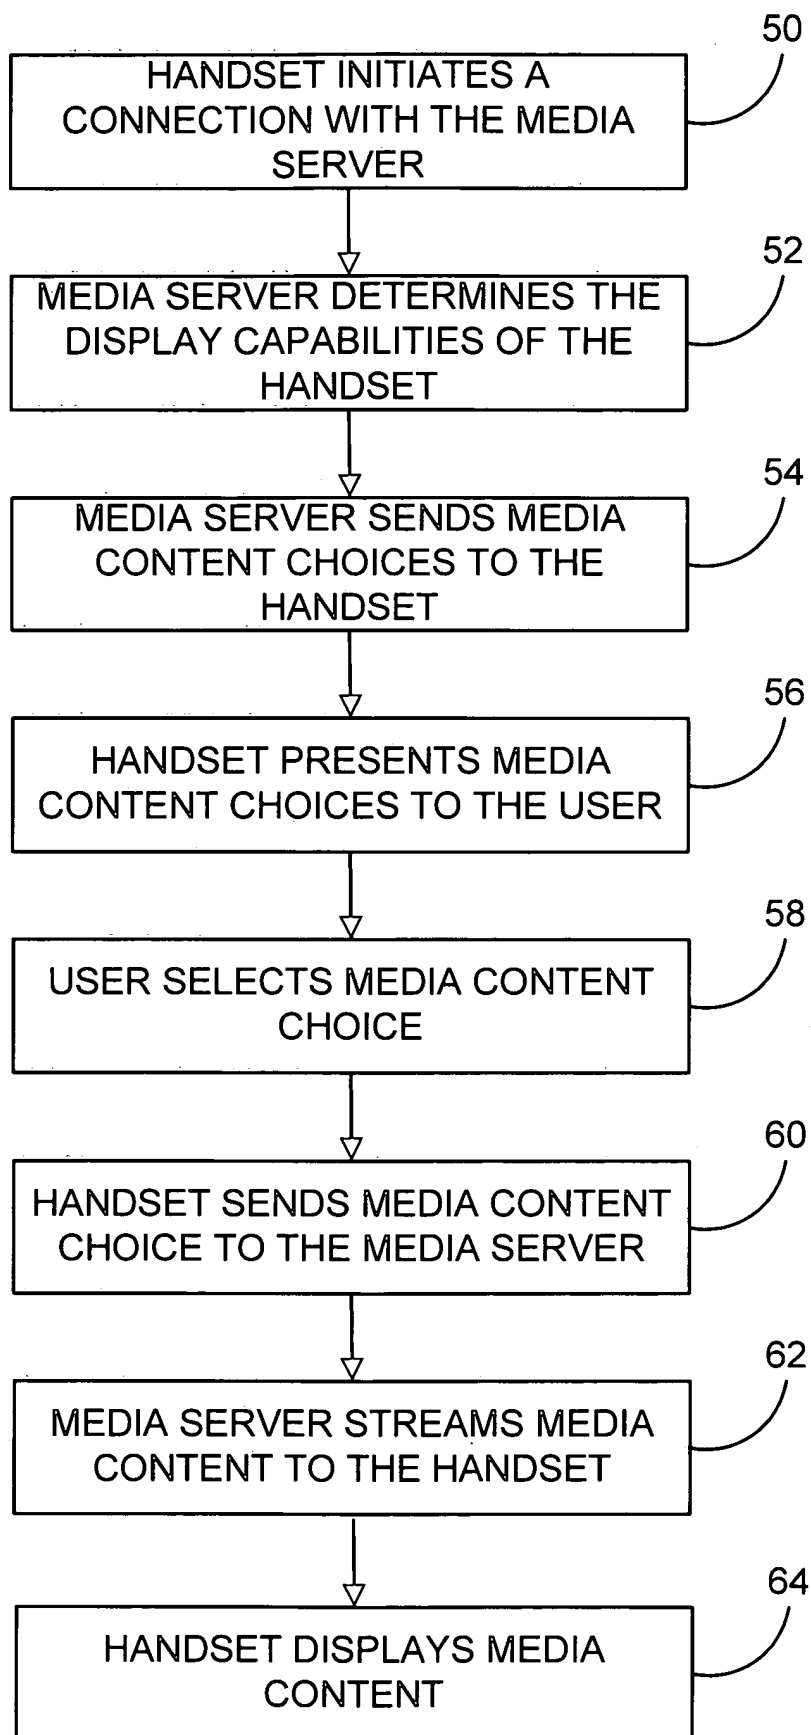 50
HANDSET INITIATES A
CONNECTION WITH THE MEDIA
SERVER
52
MEDIA SERVER DETERMINES THE
DISPLAY CAPABILITIES OF THE
HANDSET
54
MEDIA SERVER SENDS MEDIA
CONTENT CHOICES TO THE
HANDSET
56
HANDSET PRESENTS MEDIA
CONTENT CHOICES TO THE USER
58
USER SELECTS MEDIA CONTENT
CHOICE
60
HANDSET SENDS MEDIA CONTENT
CHOICE TO THE MEDIA SERVER
62
MEDIA SERVER STREAMS MEDIA
CONTENT TO THE HANDSET
64
HANDSET DISPLAYS MEDIA
CONTENT